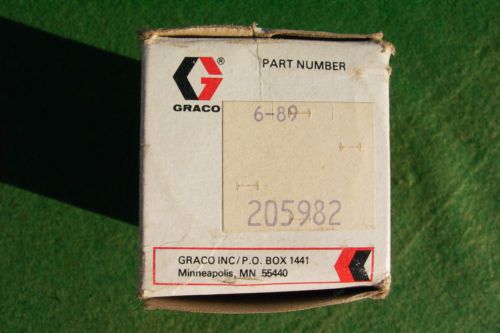 ®
PART NUMBER
GRACO
6-89
205982
GRACO INC/P.O. BOX 1441
Minneapolis, MN 55440